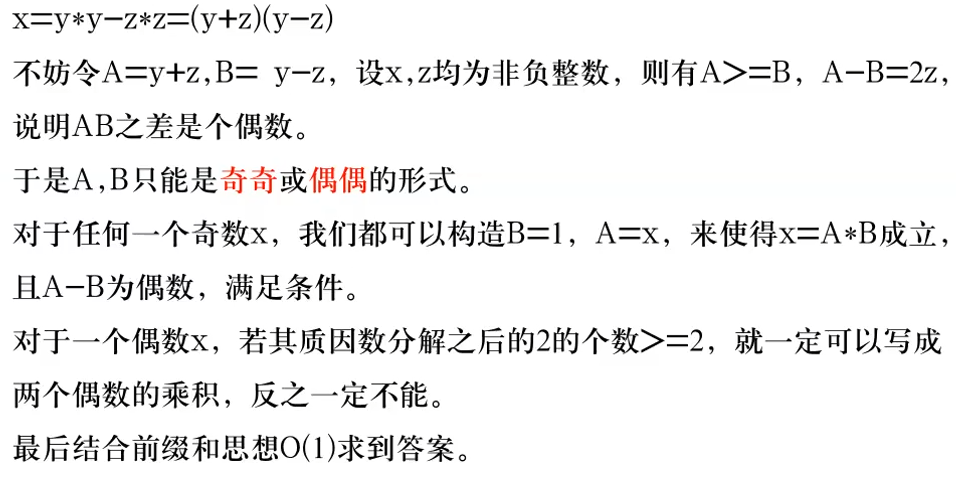 x=y*y-z*z=(y+z)(y-z)
不妨令A=y+z,B= y-z，设x,z均为非负整数，则有A>=B，A-B=2z，
说明AB之差是个偶数。
于是A,B只能是奇奇或偶偶的形式。
对于任何一个奇数x，我们都可以构造B=1，A=x，来使得x=A*B成立，
且A-B为偶数，满足条件。
对于一个偶数x，若其质因数分解之后的2的个数>=2，就一定可以写成
两个偶数的乘积，反之一定不能。
最后结合前缀和思想O(1)求到答案。